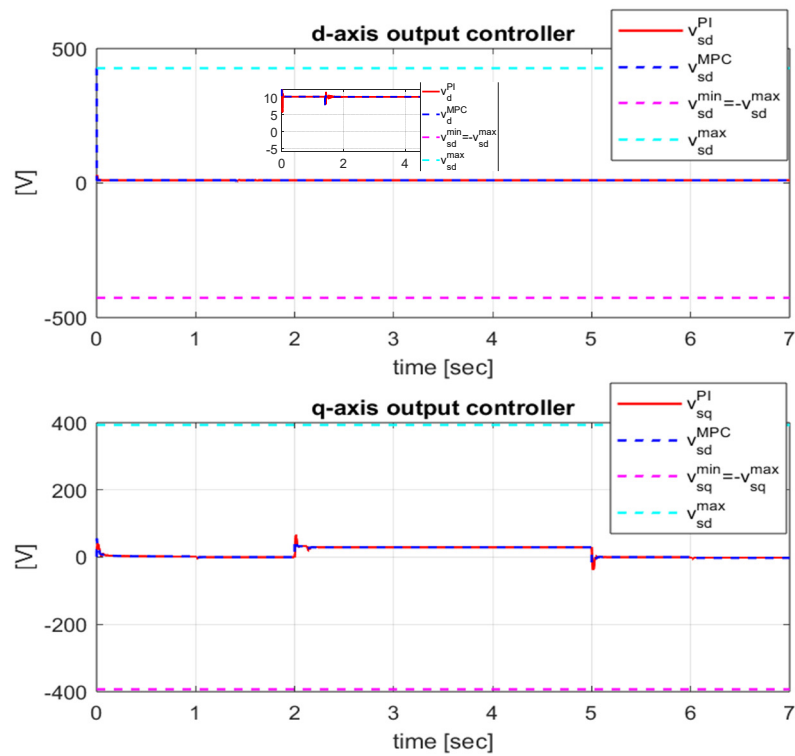 d-axis output controller
500
0
-500
[V]
0 1 2 3 4 5 6 7
time [sec]
v_sd^PI
v_sd^MPC
v_sd^min=-v_sd^max
v_sd^max
10
5
0
-5
0 2 4
v_d^PI
v_d^MPC
v_sd^min=-v_sd^max
v_sd^max
q-axis output controller
400
200
0
-200
-400
[V]
0 1 2 3 4 5 6 7
time [sec]
v_sq^PI
v_sd^MPC
v_sq^min=-v_sq^max
v_sd^max